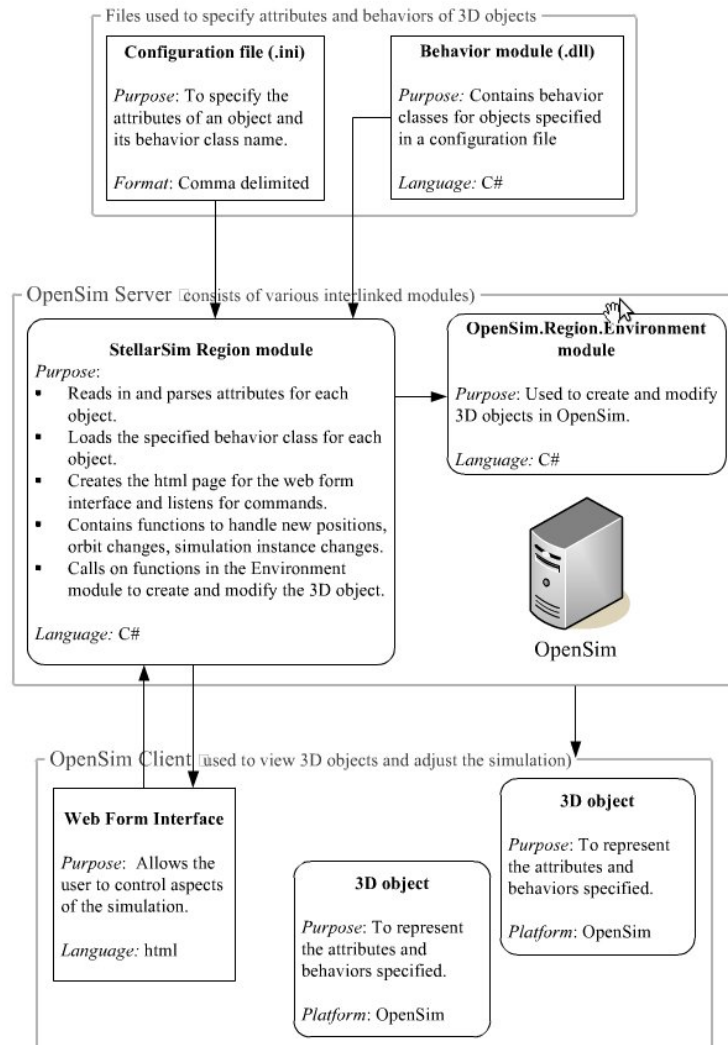 Files used to specify attributes and behaviors of 3D objects
Configuration file (.ini)
Purpose: To specify the
attributes of an object and
its behavior class name.
Format: Comma delimited
Behavior module (.dll)
Purpose: Contains behavior
classes for objects specified
in a configuration file
Language: C#
OpenSim Server consists of various interlinked modules)
StellarSim Region module
Purpose:
▪ Reads in and parses attributes for each
object.
▪ Loads the specified behavior class for each
object.
▪ Creates the html page for the web form
interface and listens for commands.
▪ Contains functions to handle new positions,
orbit changes, simulation instance changes.
▪ Calls on functions in the Environment
module to create and modify the 3D object.
Language: C#
OpenSim.Region.Environment
module
Purpose: Used to create and modify
3D objects in OpenSim.
Language: C#
OpenSim
OpenSim Client used to view 3D objects and adjust the simulation)
Web Form Interface
Purpose: Allows the
user to control aspects
of the simulation.
Language: html
3D object
Purpose: To represent
the attributes and
behaviors specified.
Platform: OpenSim
3D object
Purpose: To represent
the attributes and
behaviors specified.
Platform: OpenSim